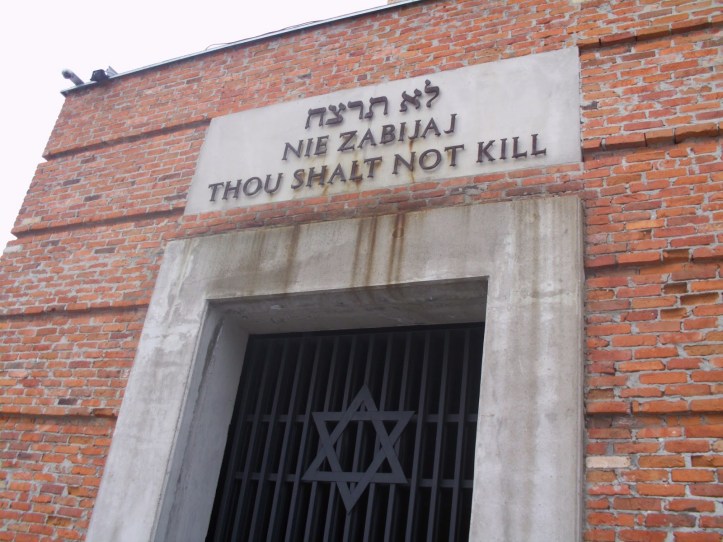 לא תרצח
NIE ZABIJAJ
THOU SHALT NOT KILL